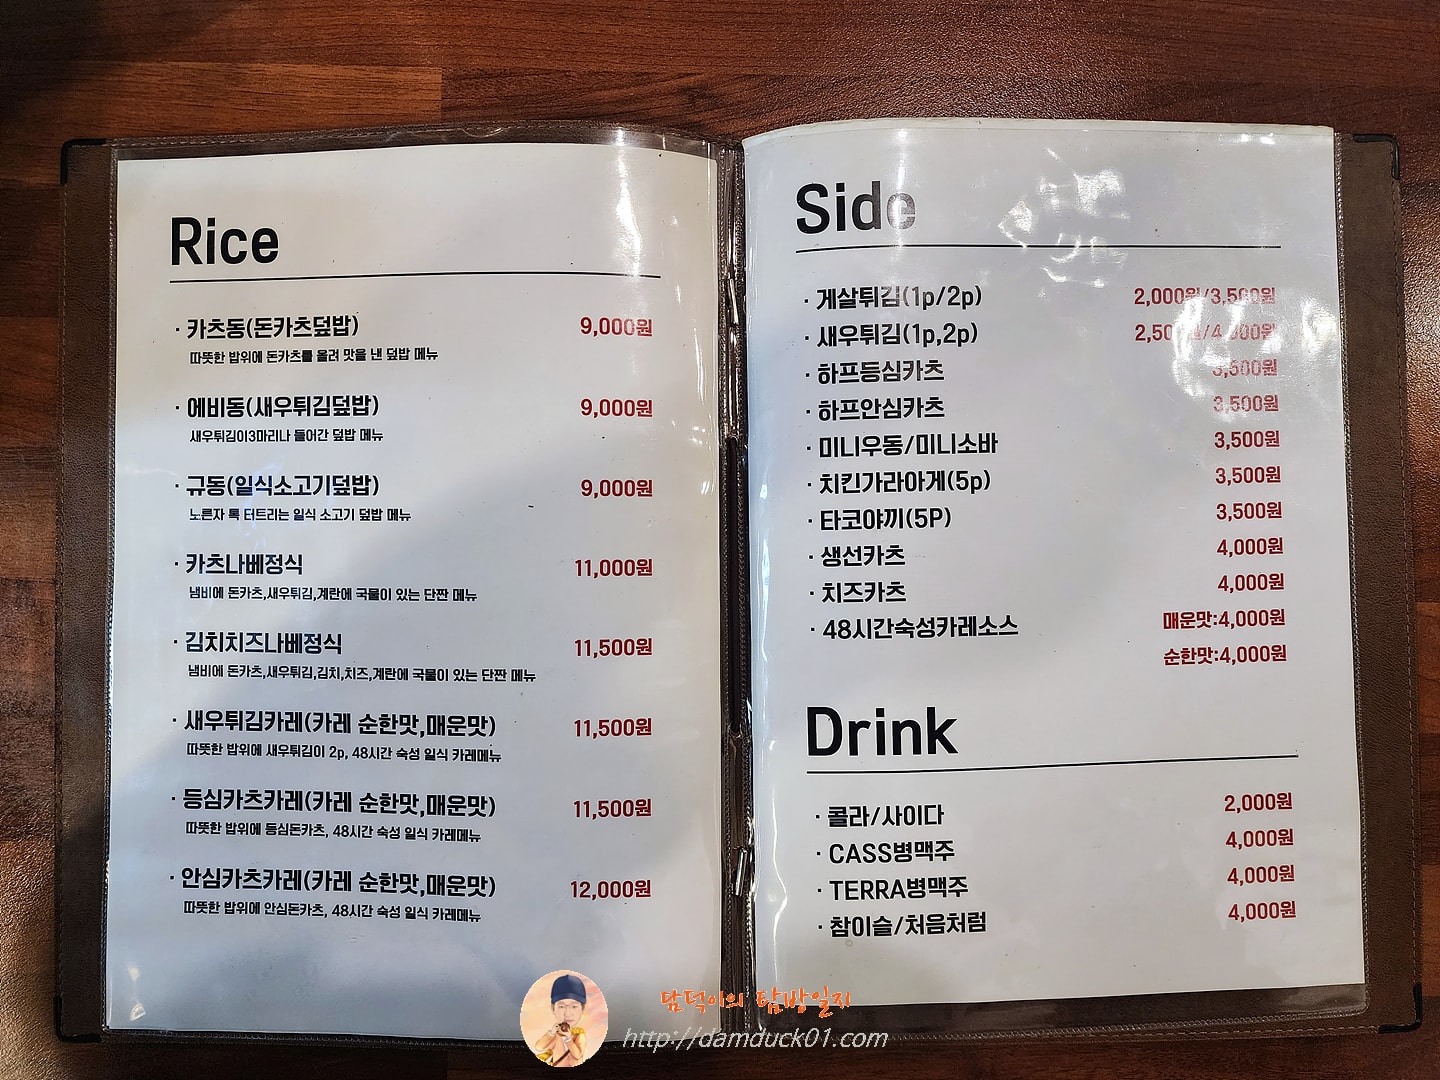 Rice
· 카츠동(돈카츠덮밥) 9,000원
따뜻한 밥위에 돈카츠를 올려 맛을 낸 덮밥 메뉴
· 에비동(새우튀김덮밥) 9,000원
새우튀김이3마리나 들어간 덮밥 메뉴
· 규동(일식소고기덮밥) 9,000원
노른자 톡 터트리는 일식 소고기 덮밥 메뉴
· 카츠나베정식 11,000원
냄비에 돈카츠,새우튀김,계란에 국물이 있는 단짠 메뉴
· 김치치즈나베정식 11,500원
냄비에 돈카츠,새우튀김,김치,치즈,계란에 국물이 있는 단짠 메뉴
· 새우튀김카레(카레 순한맛,매운맛) 11,500원
따뜻한 밥위에 새우튀김이 2p, 48시간 숙성 일식 카레메뉴
· 등심카츠카레(카레 순한맛,매운맛) 11,500원
따뜻한 밥위에 등심돈카츠, 48시간 숙성 일식 카레메뉴
· 안심카츠카레(카레 순한맛,매운맛) 12,000원
따뜻한 밥위에 안심돈카츠, 48시간 숙성 일식 카레메뉴
Side
· 게살튀김(1p/2p) 2,000원/3,500원
· 새우튀김(1p,2p)
· 하프등심카츠 3,500원
· 하프안심카츠 3,500원
· 미니우동/미니소바 3,500원
· 치킨가라아게(5p) 3,500원
· 타코야끼(5P) 3,500원
· 생선카츠 4,000원
· 치즈카츠 4,000원
· 48시간숙성카레소스 매운맛:4,000원
순한맛:4,000원
Drink
· 콜라/사이다 2,000원
· CASS병맥주 4,000원
· TERRA병맥주 4,000원
· 참이슬/처음처럼 4,000원
담덕이의 탐방일지
http://damduck01.com